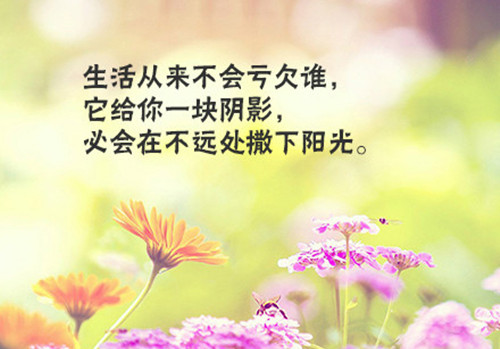 生活从来不会亏欠谁，
它给你一块阴影，
必会在不远处撒下阳光。